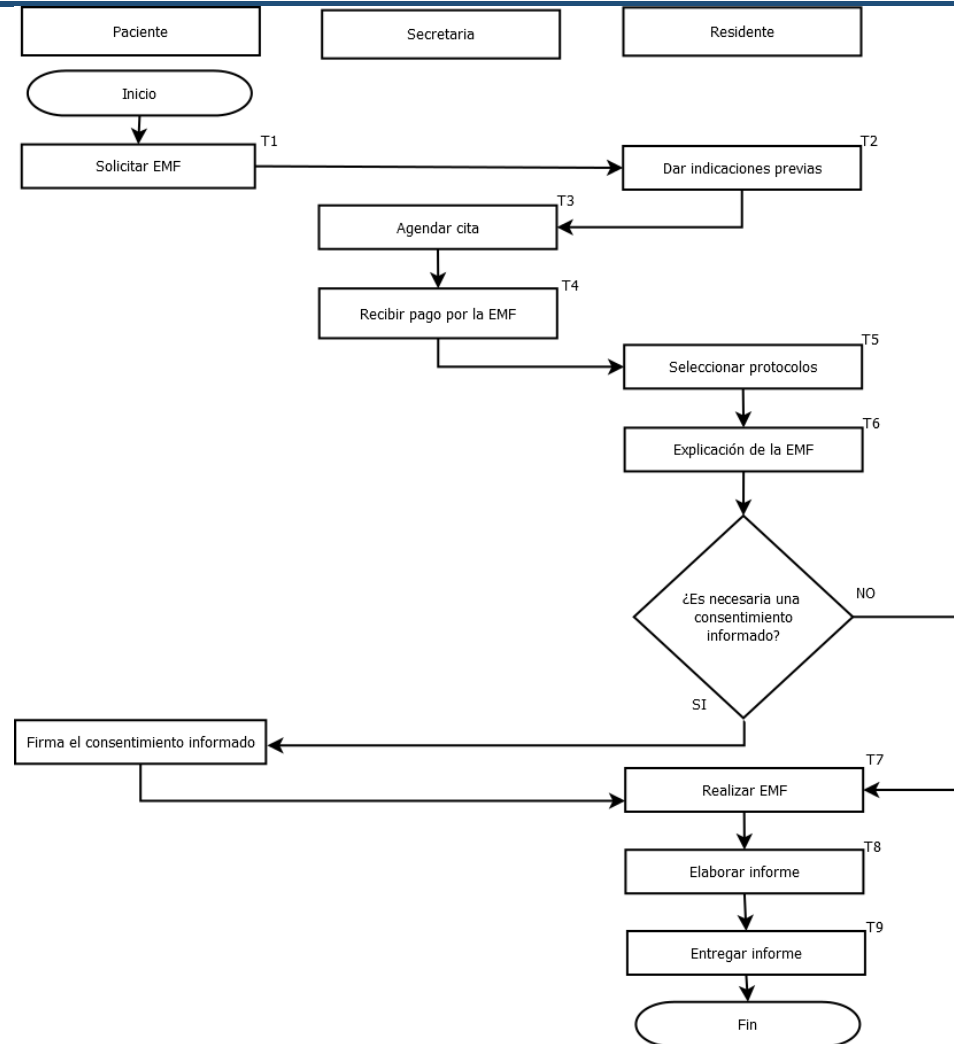 Paciente
Secretaria
Residente
Inicio
T1
Solicitar EMF
T2
Dar indicaciones previas
T3
Agendar cita
T4
Recibir pago por la EMF
T5
Seleccionar protocolos
T6
Explicación de la EMF
¿Es necesaria una
consentimiento
informado?
NO
SI
Firma el consentimiento informado
T7
Realizar EMF
T8
Elaborar informe
T9
Entregar informe
Fin